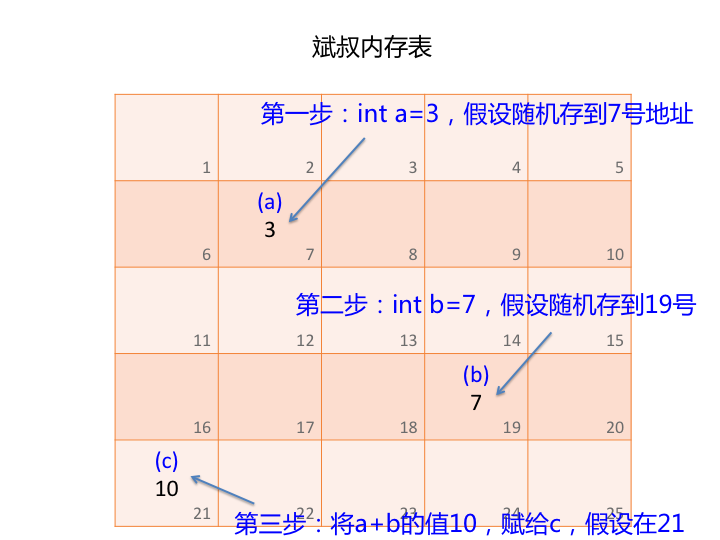 斌叔内存表
第一步：int a=3，假设随机存到7号地址
1 2 3 4 5
(a)
3
6 7 8 9 10
第二步：int b=7，假设随机存到19号
11 12 13 14 15
(b)
7
16 17 18 19 20
(c)
10
21 22 23 24 25
第三步：将a+b的值10，赋给c，假设在21